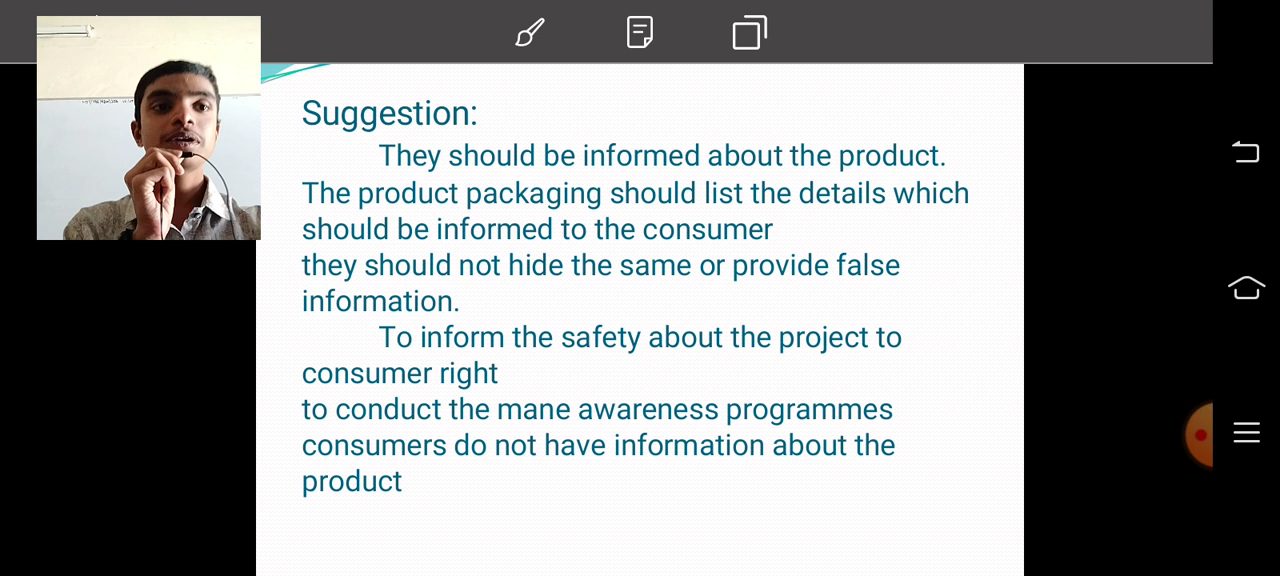 Suggestion:
They should be informed about the product.
The product packaging should list the details which
should be informed to the consumer
they should not hide the same or provide false
information.
To inform the safety about the project to
consumer right
to conduct the mane awareness programmes
consumers do not have information about the
product